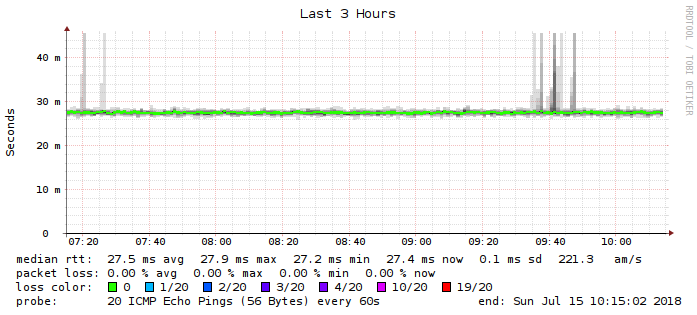 Last 3 Hours
RRDTOOL / TOBI OETIKER
Seconds
40 m
30 m
20 m
10 m
0
07:20 07:40 08:00 08:20 08:40 09:00 09:20 09:40 10:00
median rtt: 27.5 ms avg 27.9 ms max 27.2 ms min 27.4 ms now 0.1 ms sd 221.3 am/s
packet loss: 0.00 % avg 0.00 % max 0.00 % min 0.00 % now
loss color: 0 1/20 2/20 3/20 4/20 10/20 19/20
probe: 20 ICMP Echo Pings (56 Bytes) every 60s end: Sun Jul 15 10:15:02 2018